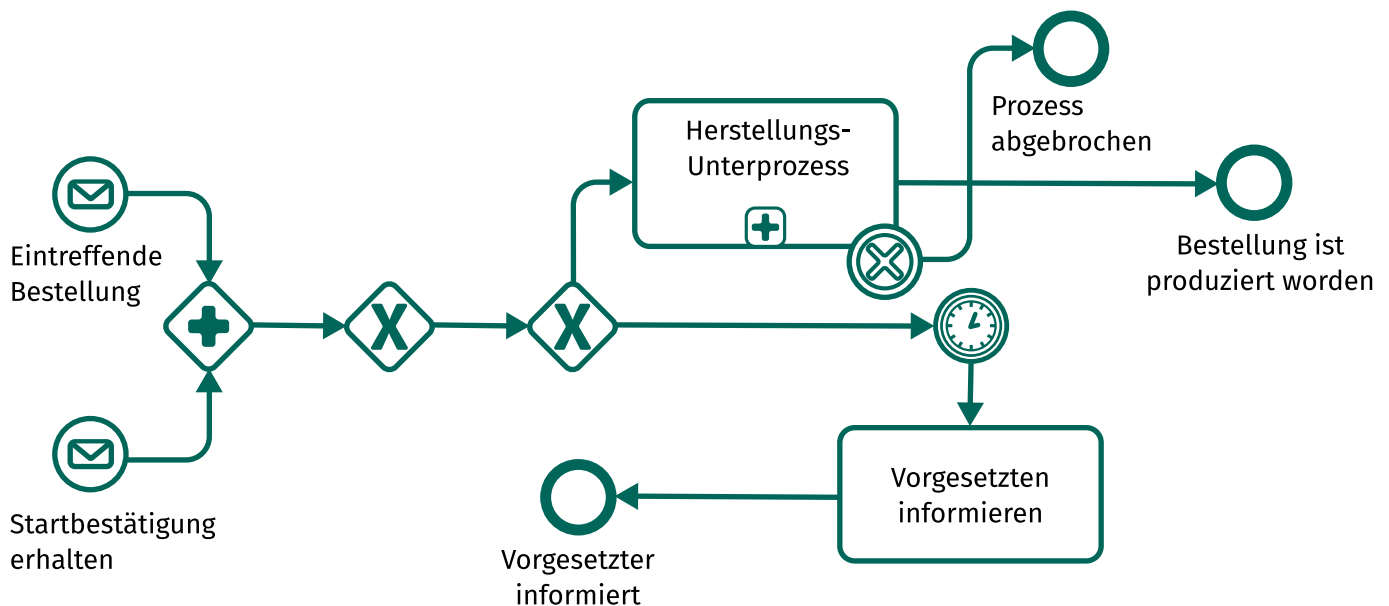 Prozess
abgebrochen
Herstellungs-
Unterprozess
Eintreffende
Bestellung
Bestellung ist
produziert worden
X
X
Startbestätigung
erhalten
Vorgesetzten
informieren
Vorgesetzter
informiert